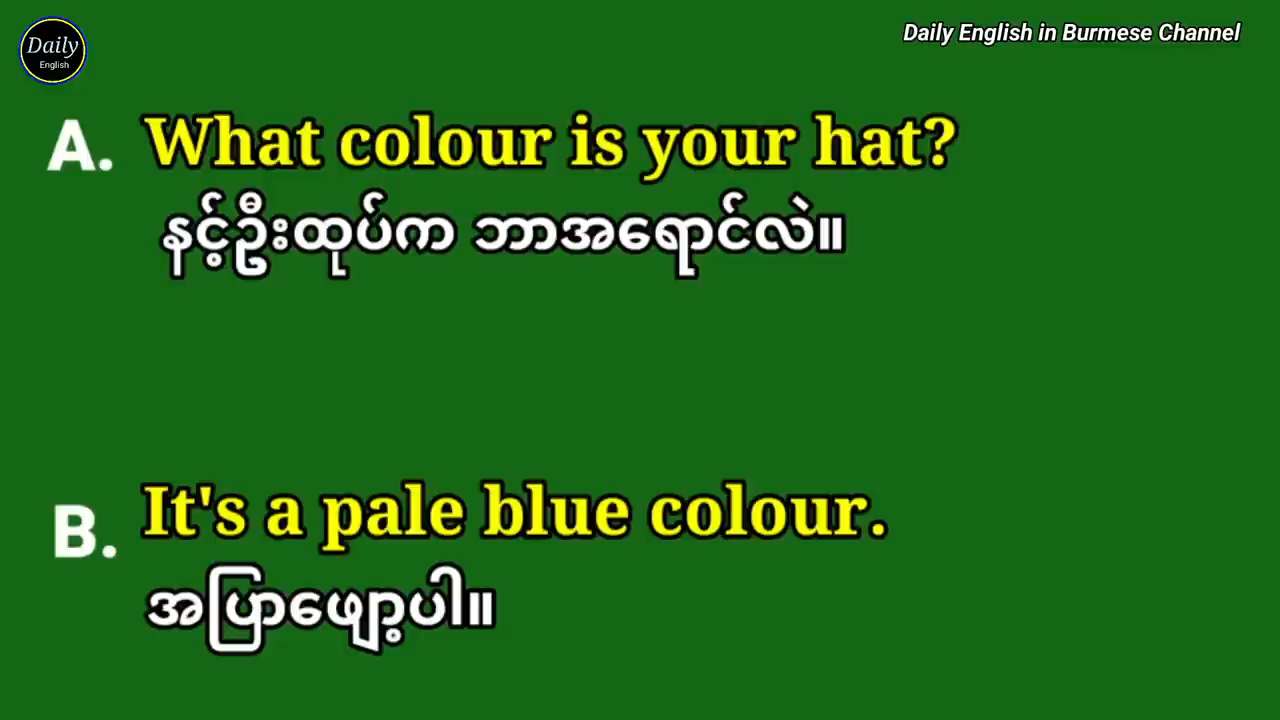 Daily
English
Daily English in Burmese Channel
A. What colour is your hat?
နင့်ဦးထုပ်က ဘာအရောင်လဲ။
B. It's a pale blue colour.
အပြာဖျော့ပါ။